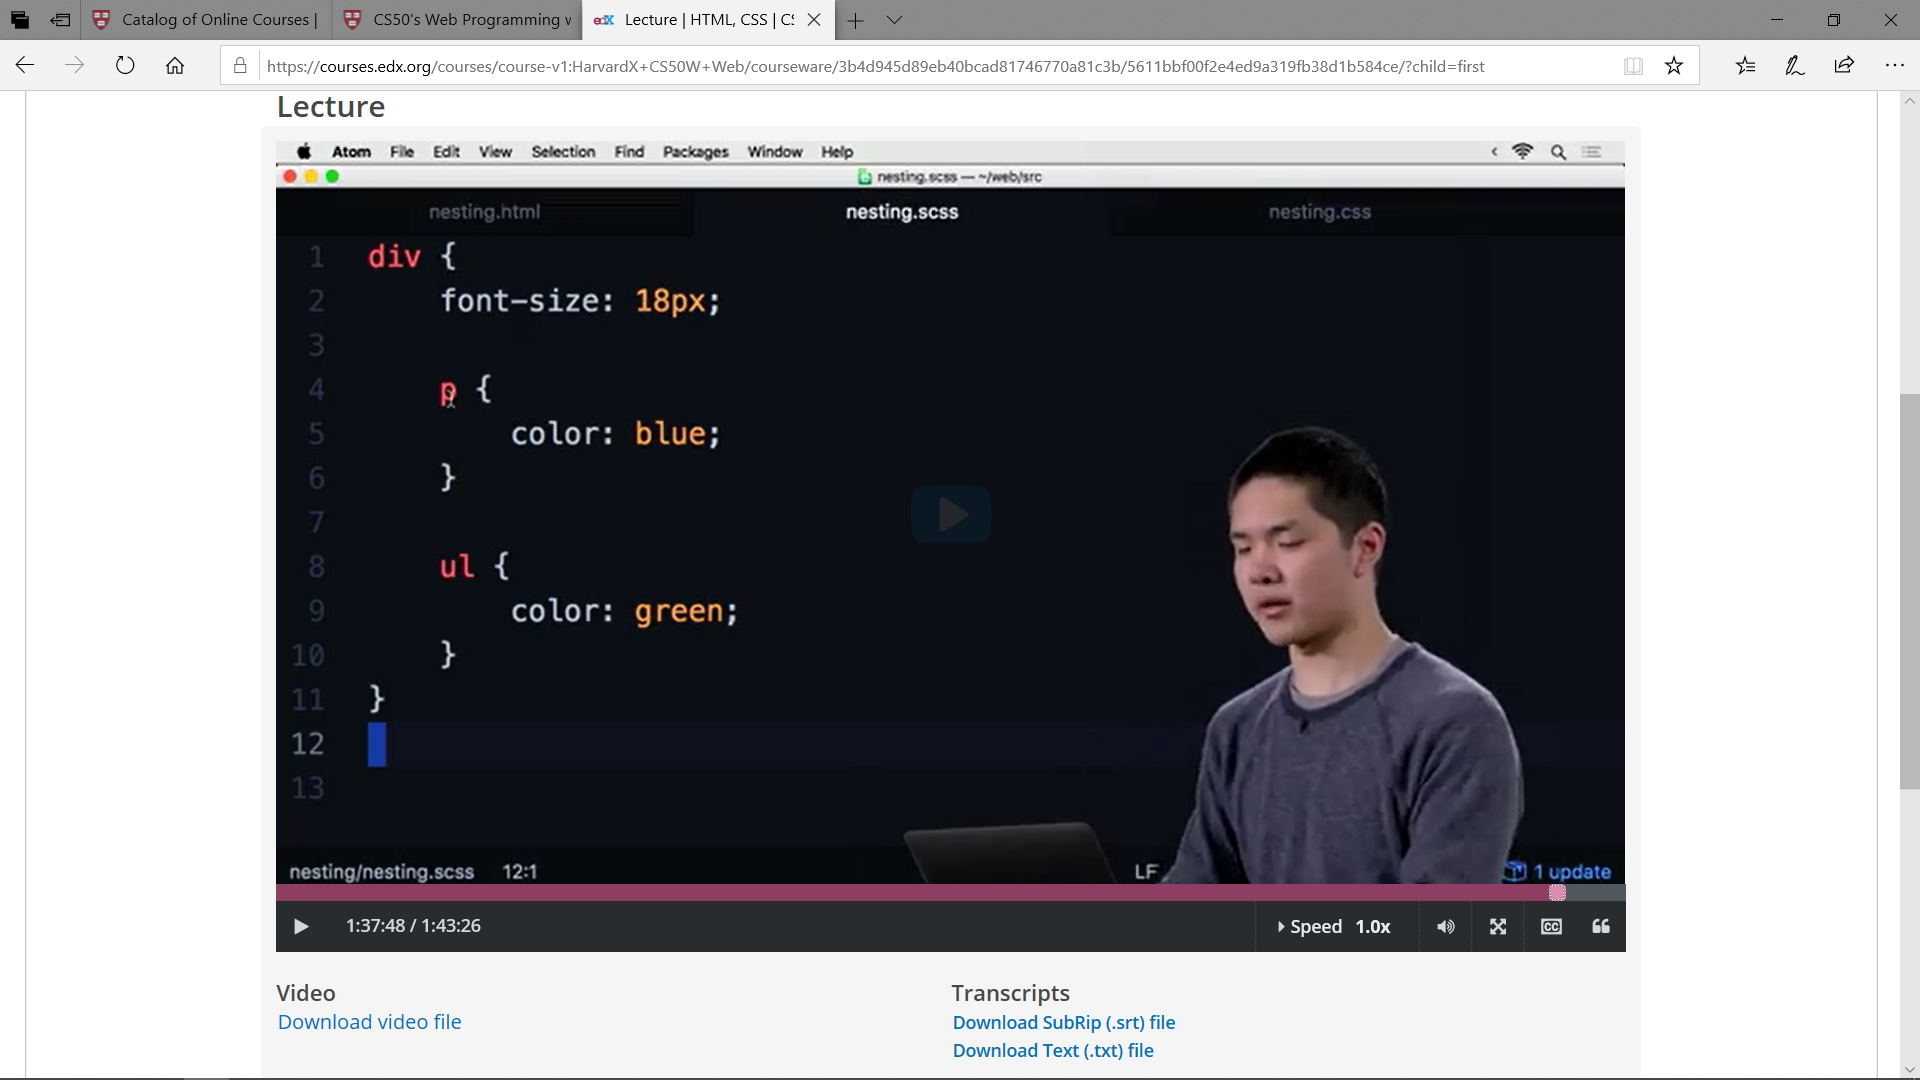 Catalog of Online Courses |
CS50's Web Programming w
edX Lecture | HTML, CSS | CS
https://courses.edx.org/courses/course-v1:HarvardX+CS50W+Web/courseware/3b4d945d89eb40bcad81746770a81c3b/5611bbf00f2e4ed9a319fb38d1b584ce/?child=first
Lecture
Atom File Edit View Selection Find Packages Window Help
nesting.scss — ~/web/src
nesting.html nesting.scss nesting.css
1 div {
2 font-size: 18px;
3
4 p {
5 color: blue;
6 }
7
8 ul {
9 color: green;
10 }
11 }
12
13
nesting/nesting.scss 12:1 LF 1 update
1:37:48 / 1:43:26 Speed 1.0x CC
Video
Download video file
Transcripts
Download SubRip (.srt) file
Download Text (.txt) file